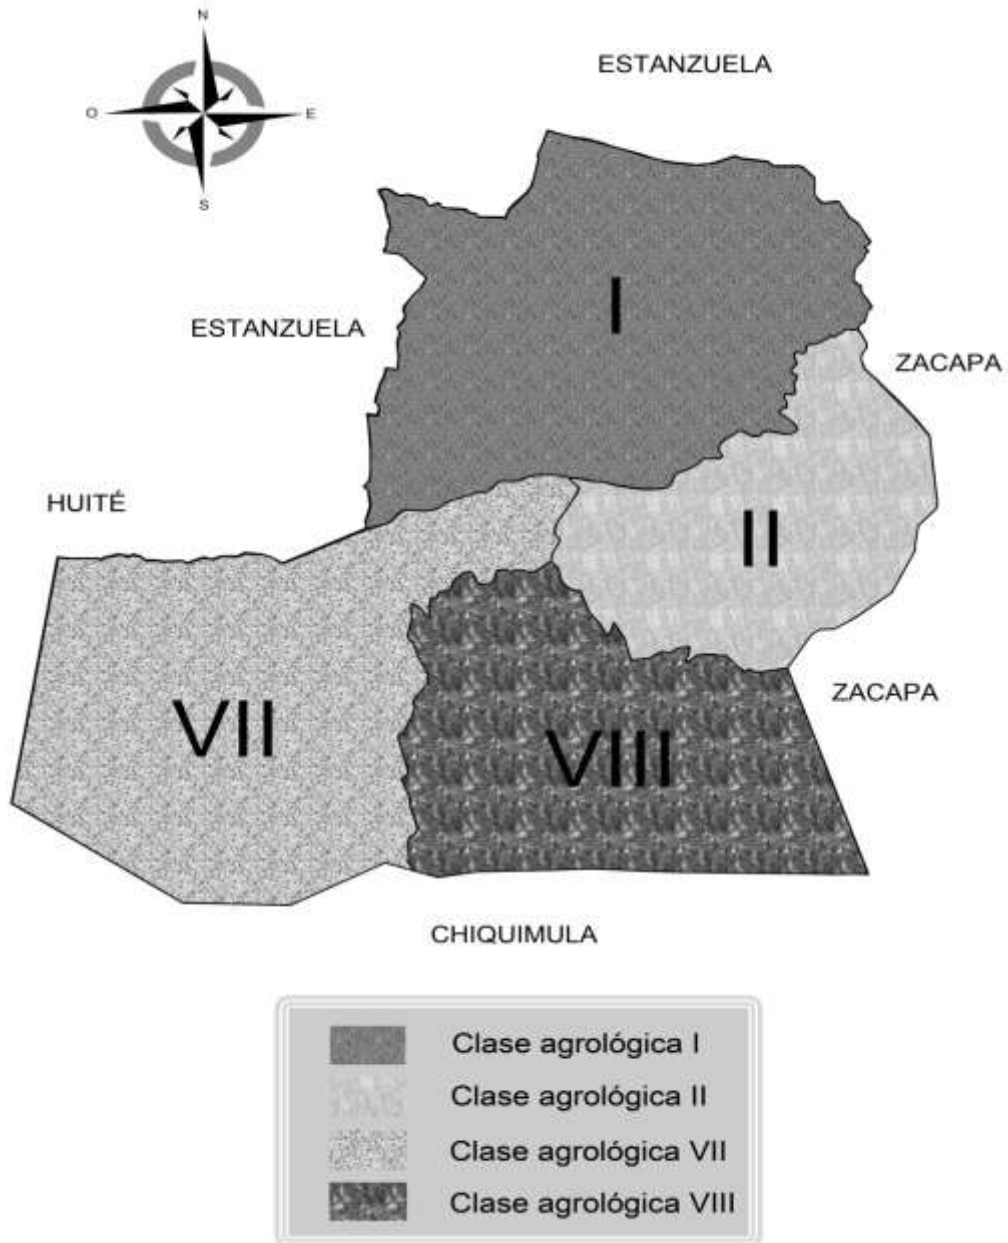 N
ESTANZUELA
O
E
S
I
ESTANZUELA
ZACAPA
HUITÉ
II
ZACAPA
VII
VIII
CHIQUIMULA
Clase agrológica I
Clase agrológica II
Clase agrológica VII
Clase agrológica VIII